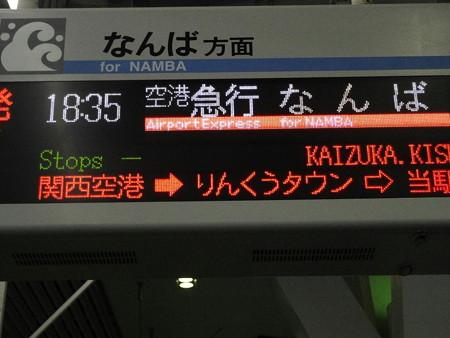 なんば方面
for NAMBA
発 18:35 空港急行 なんば
Airport Express for NAMBA
Stops − KAIZUKA.KIS
関西空港 ➡ りんくうタウン ⇨ 当駅